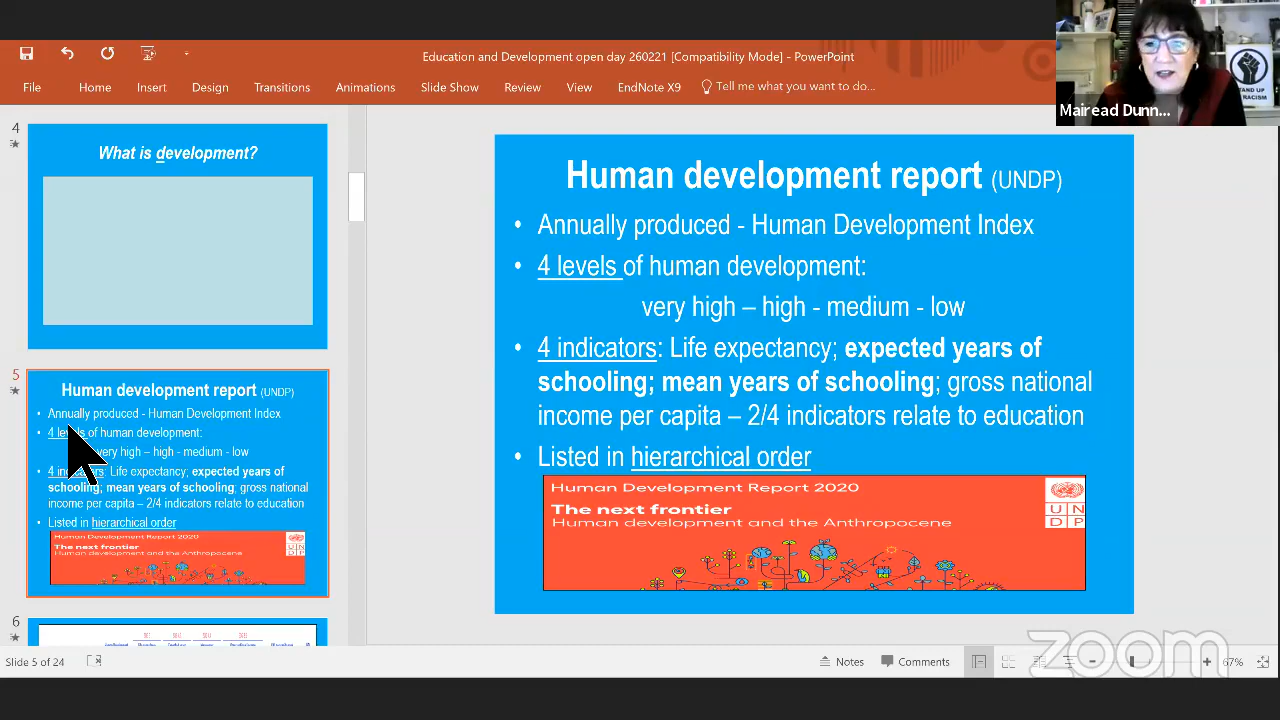 Education and Development open day 260221 [Compatibility Mode] - PowerPoint
File Home Insert Design Transitions Animations Slide Show Review View EndNote X9 Tell me what you want to do...
STAND UP
RACISM
Mairead Dunn...
4
What is development?
5
Human development report (UNDP)
• Annually produced - Human Development Index
• 4 levels of human development:
very high – high - medium - low
• 4 indicators: Life expectancy; expected years of
schooling; mean years of schooling; gross national
income per capita – 2/4 indicators relate to education
• Listed in hierarchical order
Human Development Report 2020
The next frontier
Human development and the Anthropocene
U N
D P
6
Human development report (UNDP)
• Annually produced - Human Development Index
• 4 levels of human development:
very high – high - medium - low
• 4 indicators: Life expectancy; expected years of
schooling; mean years of schooling; gross national
income per capita – 2/4 indicators relate to education
• Listed in hierarchical order
Human Development Report 2020
The next frontier
Human development and the Anthropocene
U N
D P
Slide 5 of 24
Notes
Comments
67%
zoom